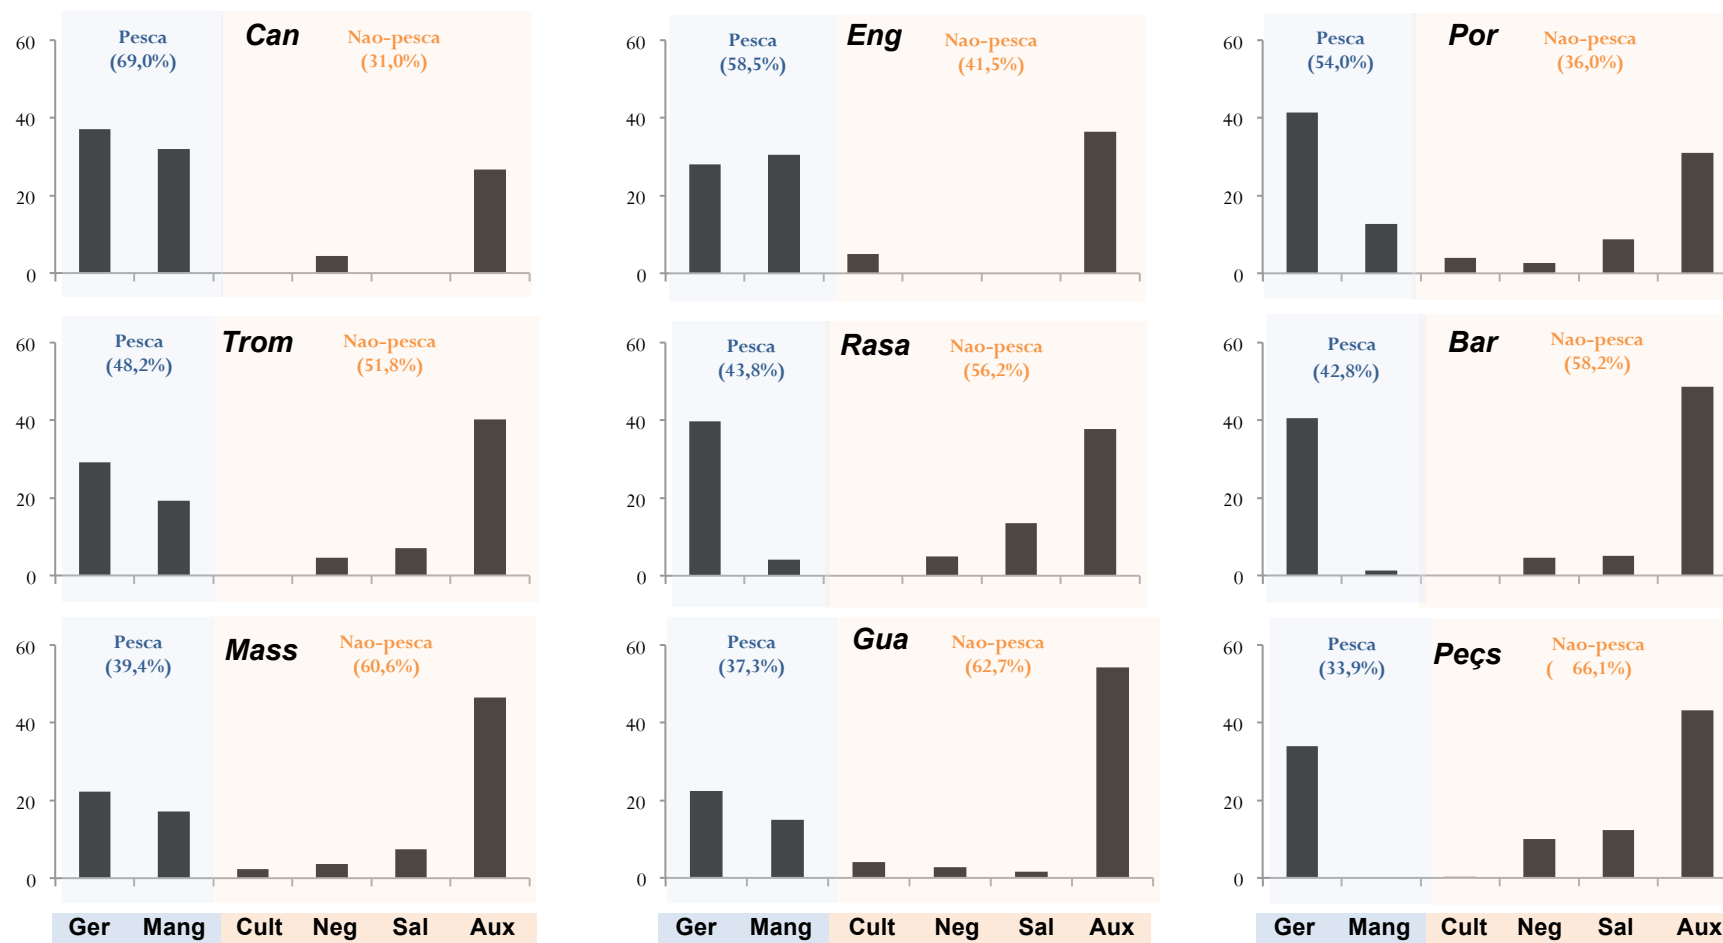 Can
Pesca
(69,0%)
Nao-pesca
(31,0%)
60
40
20
0
Eng
Pesca
(58,5%)
Nao-pesca
(41,5%)
60
40
20
0
Por
Pesca
(54,0%)
Nao-pesca
(36,0%)
60
40
20
0
Trom
Pesca
(48,2%)
Nao-pesca
(51,8%)
60
40
20
0
Rasa
Pesca
(43,8%)
Nao-pesca
(56,2%)
60
40
20
0
Bar
Pesca
(42,8%)
Nao-pesca
(58,2%)
60
40
20
0
Mass
Pesca
(39,4%)
Nao-pesca
(60,6%)
60
40
20
0
Gua
Pesca
(37,3%)
Nao-pesca
(62,7%)
60
40
20
0
Peçs
Pesca
(33,9%)
Nao-pesca
( 66,1%)
60
40
20
0
Ger Mang Cult Neg Sal Aux
Ger Mang Cult Neg Sal Aux
Ger Mang Cult Neg Sal Aux